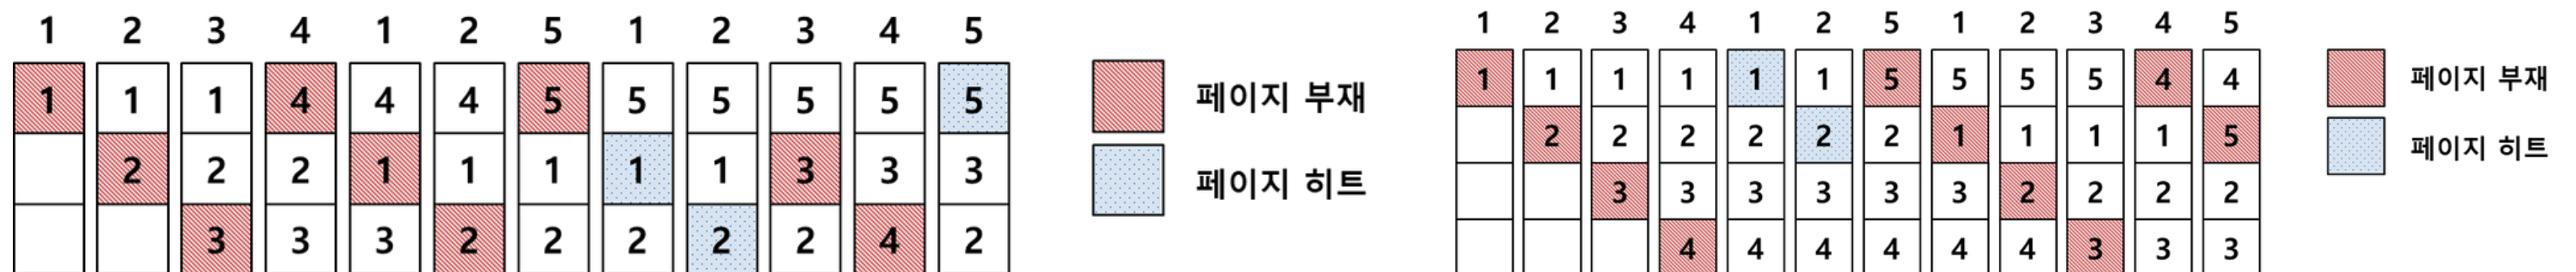 1 2 3 4 1 2 5 1 2 3 4 5
1 1 1 4 4 4 5 5 5 5 5 5
2 2 2 1 1 1 1 1 3 3 3
3 3 3 2 2 2 2 2 4 2
페이지 부재
페이지 히트
1 2 3 4 1 2 5 1 2 3 4 5
1 1 1 1 1 1 5 5 5 5 4 4
2 2 2 2 2 2 1 1 1 1 5
3 3 3 3 3 3 2 2 2 2
4 4 4 4 4 4 3 3 3
페이지 부재
페이지 히트